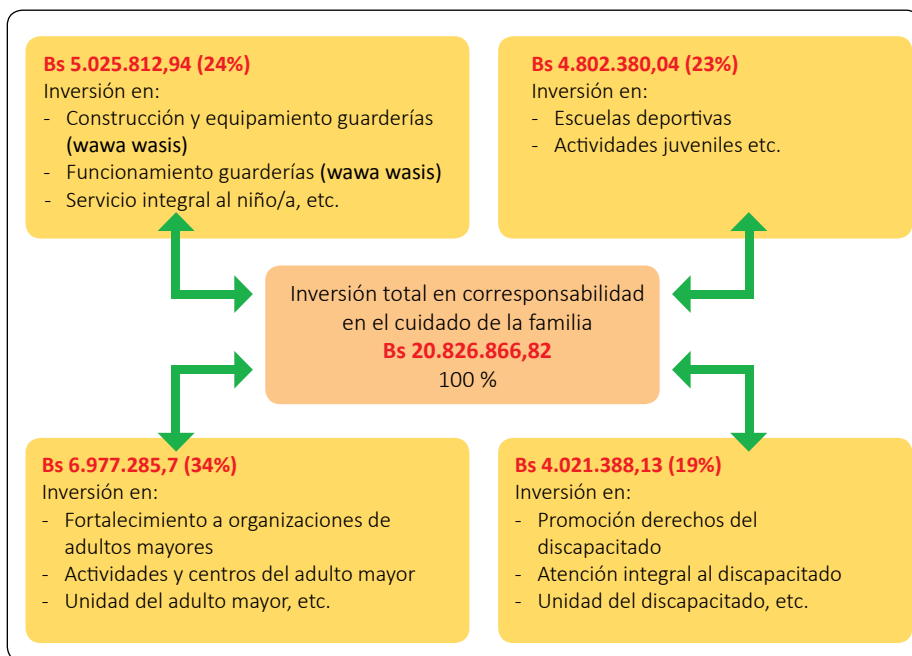 Bs 5.025.812,94 (24%)
Inversión en:
- Construcción y equipamiento guarderías
(wawa wasis)
- Funcionamiento guarderías (wawa wasis)
- Servicio integral al niño/a, etc.
Bs 4.802.380,04 (23%)
Inversión en:
- Escuelas deportivas
- Actividades juveniles etc.
Inversión total en corresponsabilidad
en el cuidado de la familia
Bs 20.826.866,82
100 %
Bs 6.977.285,7 (34%)
Inversión en:
- Fortalecimiento a organizaciones de
adultos mayores
- Actividades y centros del adulto mayor
- Unidad del adulto mayor, etc.
Bs 4.021.388,13 (19%)
Inversión en:
- Promoción derechos del
discapacitado
- Atención integral al discapacitado
- Unidad del discapacitado, etc.